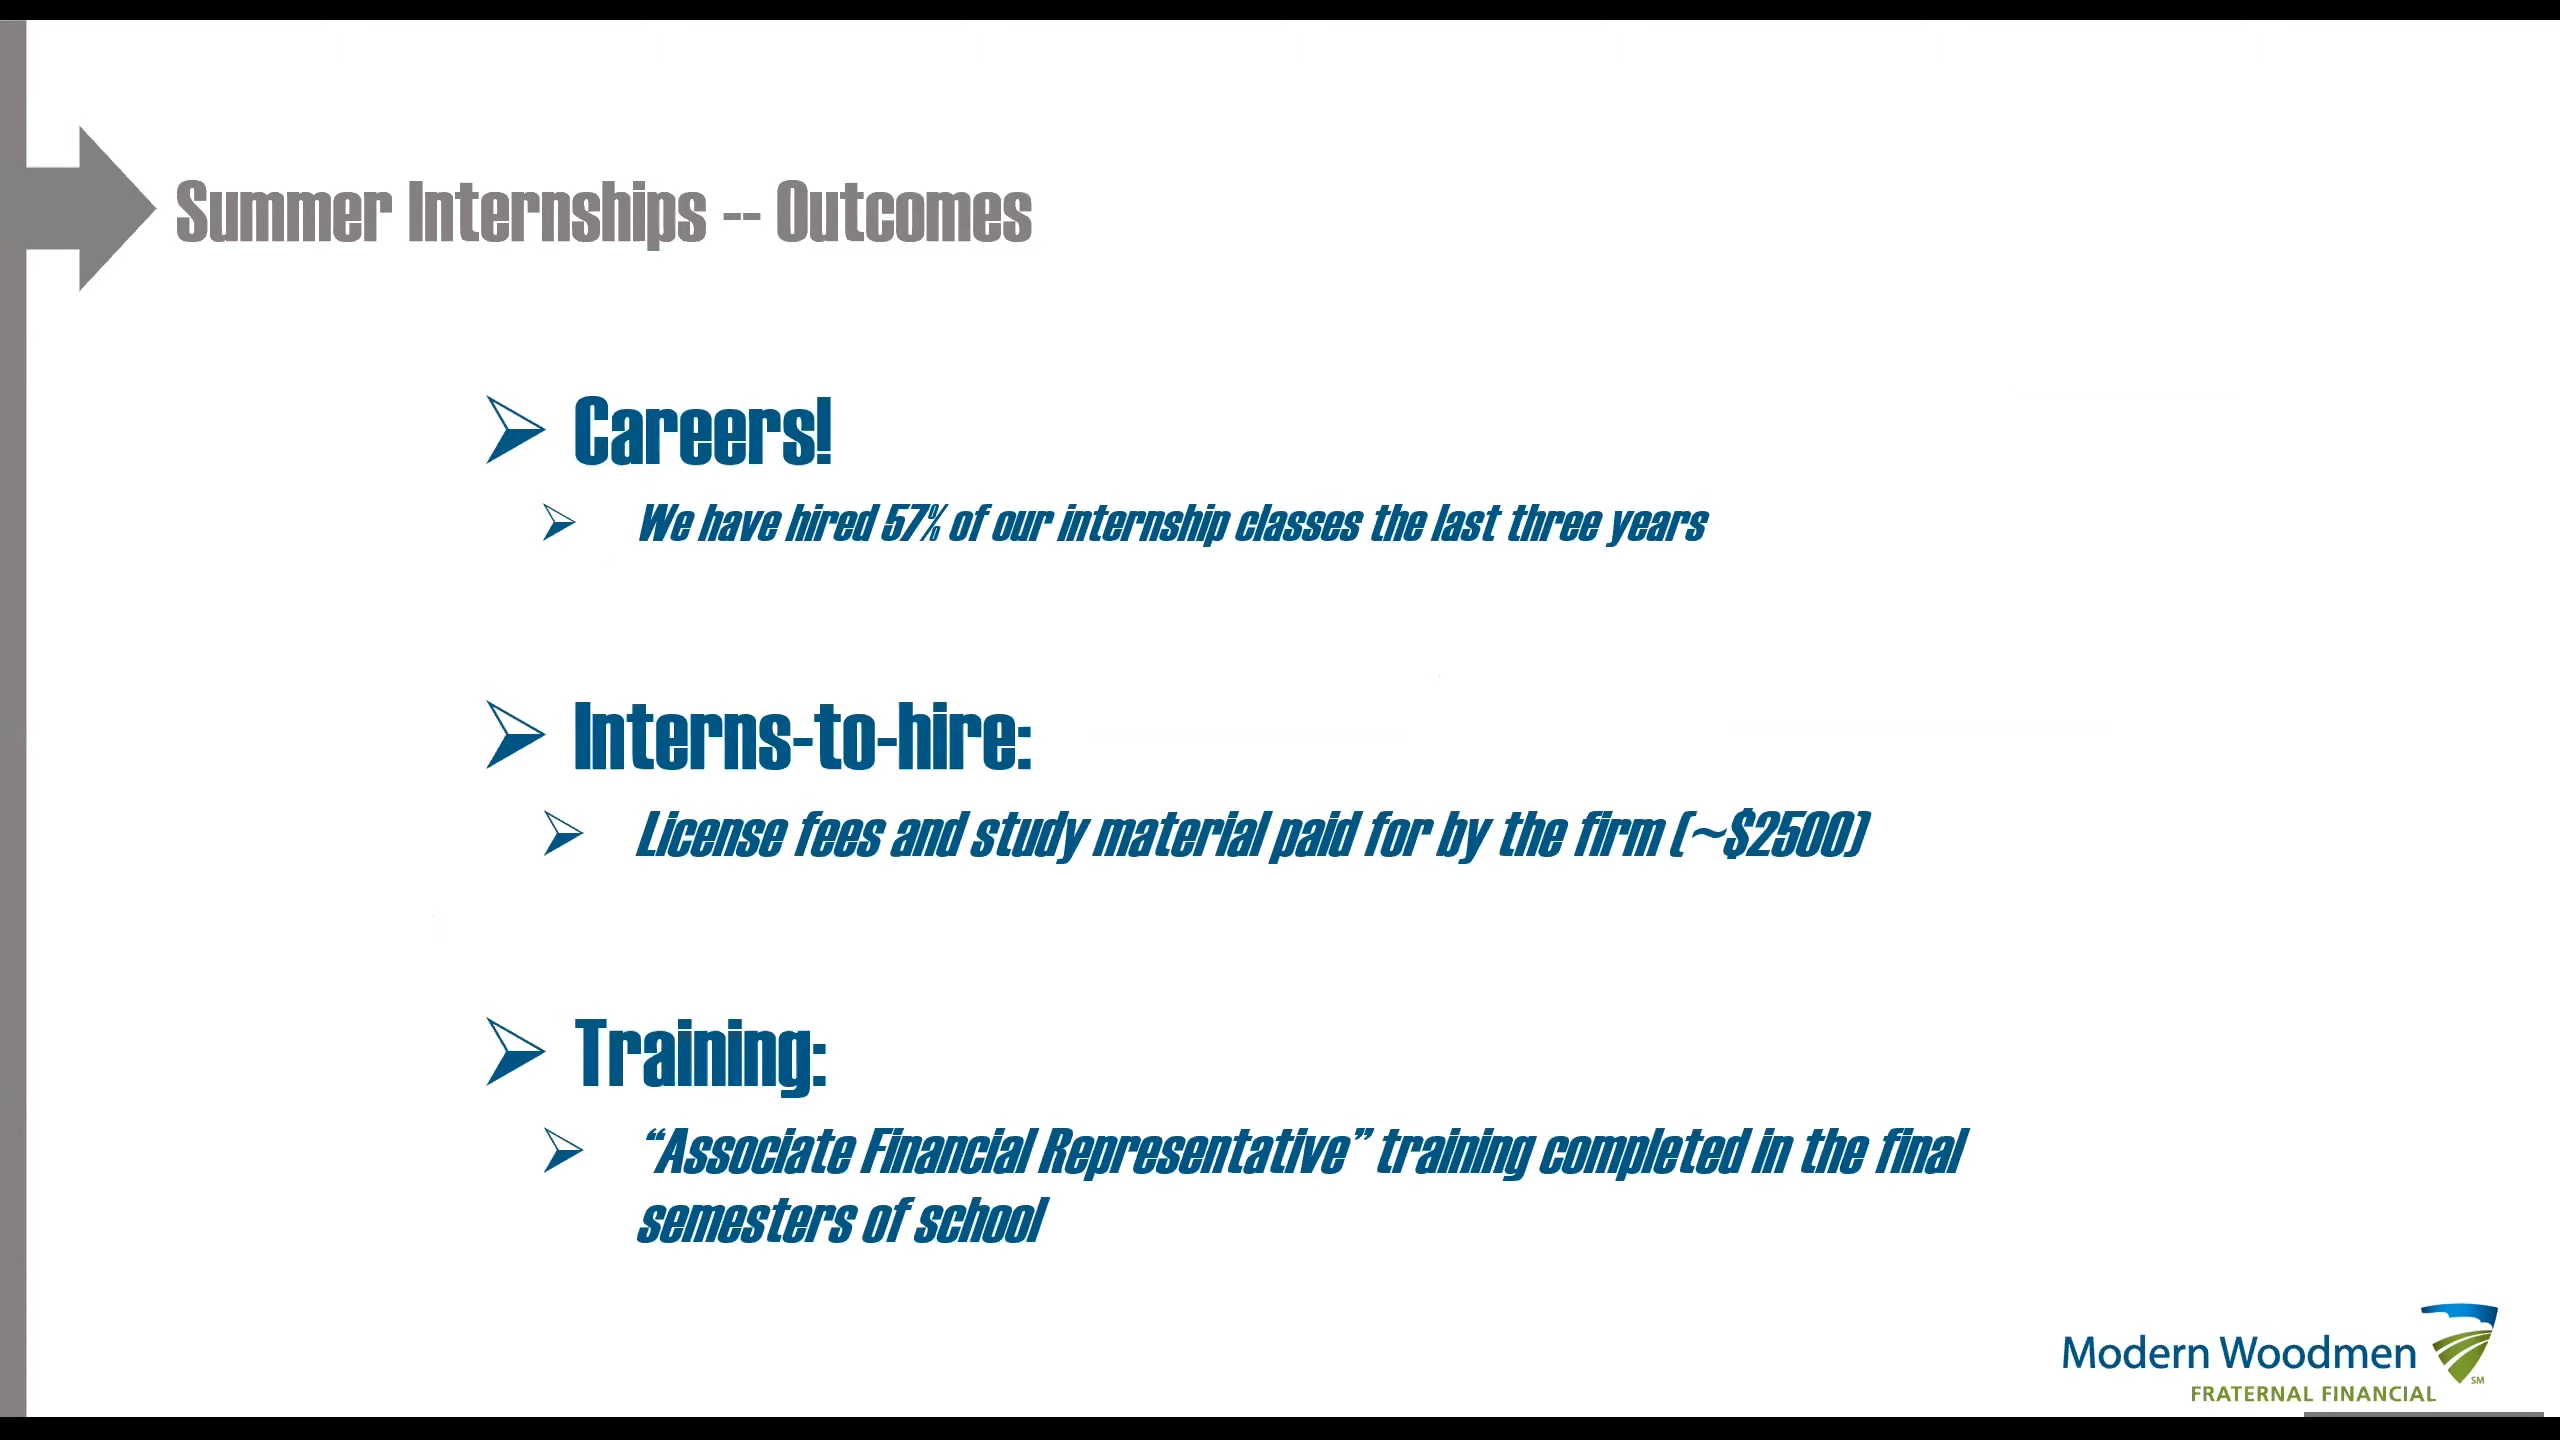 Summer Internships -- Outcomes
Careers!
We have hired 57% of our internship classes the last three years
Interns-to-hire:
License fees and study material paid for by the firm (~$2500)
Training:
“Associate Financial Representative” training completed in the final
semesters of school
Modern Woodmen
FRATERNAL FINANCIAL
SM